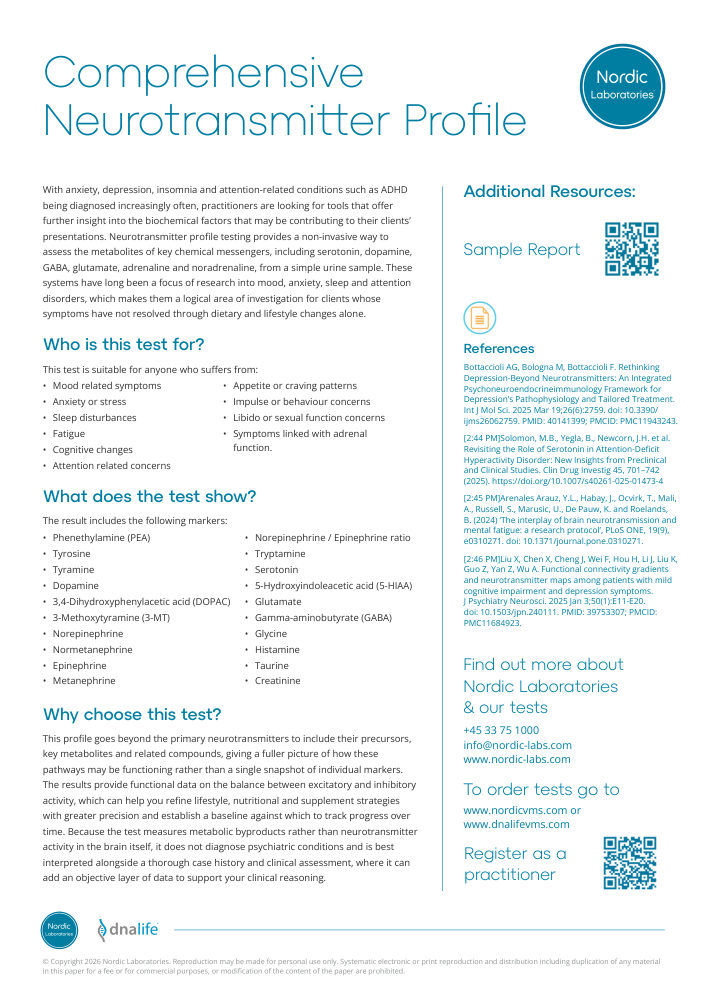 Comprehensive
Neurotransmitter Profile
Nordic
Laboratories
With anxiety, depression, insomnia and attention-related conditions such as ADHD
being diagnosed increasingly often, practitioners are looking for tools that offer
further insight into the biochemical factors that may be contributing to their clients'
presentations. Neurotransmitter profile testing provides a non-invasive way to
assess the metabolites of key chemical messengers, including serotonin, dopamine,
GABA, glutamate, adrenaline and noradrenaline, from a simple urine sample. These
systems have long been a focus of research into mood, anxiety, sleep and attention
disorders, which makes them a logical area of investigation for clients whose
symptoms have not resolved through dietary and lifestyle changes alone.
Who is this test for?
This test is suitable for anyone who suffers from:
• Mood related symptoms
• Anxiety or stress
• Sleep disturbances
• Fatigue
• Cognitive changes
• Attention related concerns
• Appetite or craving patterns
• Impulse or behaviour concerns
• Libido or sexual function concerns
• Symptoms linked with adrenal
function.
What does the test show?
The result includes the following markers:
• Phenethylamine (PEA)
• Tyrosine
• Tyramine
• Dopamine
• 3,4-Dihydroxyphenylacetic acid (DOPAC)
• 3-Methoxytyramine (3-MT)
• Norepinephrine
• Normetanephrine
• Epinephrine
• Metanephrine
• Norepinephrine / Epinephrine ratio
• Tryptamine
• Serotonin
• 5-Hydroxyindoleacetic acid (5-HIAA)
• Glutamate
• Gamma-aminobutyrate (GABA)
• Glycine
• Histamine
• Taurine
• Creatinine
Why choose this test?
This profile goes beyond the primary neurotransmitters to include their precursors,
key metabolites and related compounds, giving a fuller picture of how these
pathways may be functioning rather than a single snapshot of individual markers.
The results provide functional data on the balance between excitatory and inhibitory
activity, which can help you refine lifestyle, nutritional and supplement strategies
with greater precision and establish a baseline against which to track progress over
time. Because the test measures metabolic byproducts rather than neurotransmitter
activity in the brain itself, it does not diagnose psychiatric conditions and is best
interpreted alongside a thorough case history and clinical assessment, where it can
add an objective layer of data to support your clinical reasoning.
Additional Resources:
Sample Report
References
Bottaccioli AG, Bologna M, Bottaccioli F. Rethinking
Depression-Beyond Neurotransmitters: An Integrated
Psychoneuroendocrineimmunology Framework for
Depression's Pathophysiology and Tailored Treatment.
Int J Mol Sci. 2025 Mar 19;26(6):2759. doi: 10.3390/
ijms26062759. PMID: 40141399; PMCID: PMC11943243.
[2:44 PM]Solomon, M.B., Yegla, B., Newcorn, J.H. et al.
Revisiting the Role of Serotonin in Attention-Deficit
Hyperactivity Disorder: New Insights from Preclinical
and Clinical Studies. Clin Drug Investig 45, 701–742
(2025). https://doi.org/10.1007/s40261-025-01473-4
[2:45 PM]Arenales Arauz, Y.L., Habay, J., Ocvirk, T., Mali,
A., Russell, S., Marusic, U., De Pauw, K. and Roelands,
B. (2024) 'The interplay of brain neurotransmission and
mental fatigue: a research protocol', PLoS ONE, 19(9),
e0310271. doi: 10.1371/journal.pone.0310271.
[2:46 PM]Liu X, Chen X, Cheng J, Wei F, Hou H, Li J, Liu K,
Guo Z, Yan Z, Wu A. Functional connectivity gradients
and neurotransmitter maps among patients with mild
cognitive impairment and depression symptoms.
J Psychiatry Neurosci. 2025 Jan 3;50(1):E11-E20.
doi: 10.1503/jpn.240111. PMID: 39753307; PMCID:
PMC11684923.
Find out more about
Nordic Laboratories
& our tests
+45 33 75 1000
info@nordic-labs.com
www.nordic-labs.com
To order tests go to
www.nordicvms.com or
www.dnalifevms.com
Register as a
practitioner
Nordic
Laboratories
dnalife
© Copyright 2026 Nordic Laboratories. Reproduction may be made for personal use only. Systematic electronic or print reproduction and distribution including duplication of any material
in this paper for a fee or for commercial purposes, or modification of the content of the paper are prohibited.